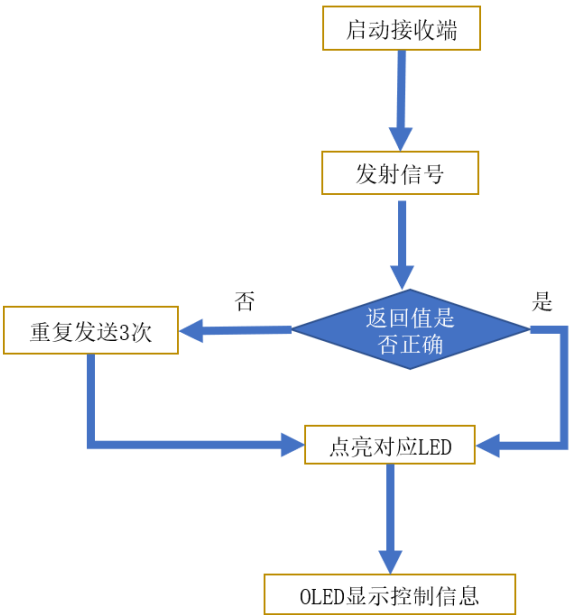 启动接收端
发射信号
否
是
返回值是
否正确
重复发送3次
点亮对应LED
OLED显示控制信息